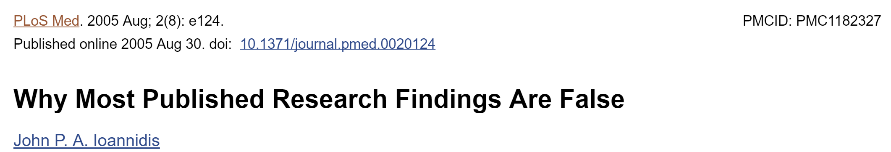 PLoS Med. 2005 Aug; 2(8): e124. PMCID: PMC1182327
Published online 2005 Aug 30. doi: 10.1371/journal.pmed.0020124
Why Most Published Research Findings Are False
John P. A. Ioannidis